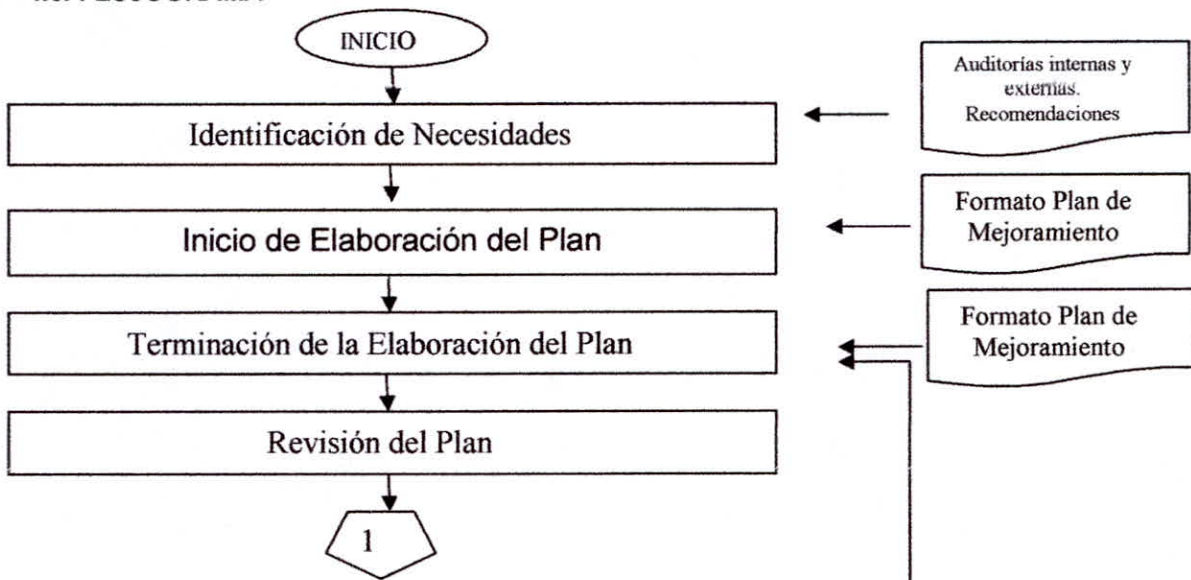 INICIO
Auditorías internas y
externas.
Recomendaciones
Identificación de Necesidades
Formato Plan de
Mejoramiento
Inicio de Elaboración del Plan
Formato Plan de
Mejoramiento
Terminación de la Elaboración del Plan
Revisión del Plan
1